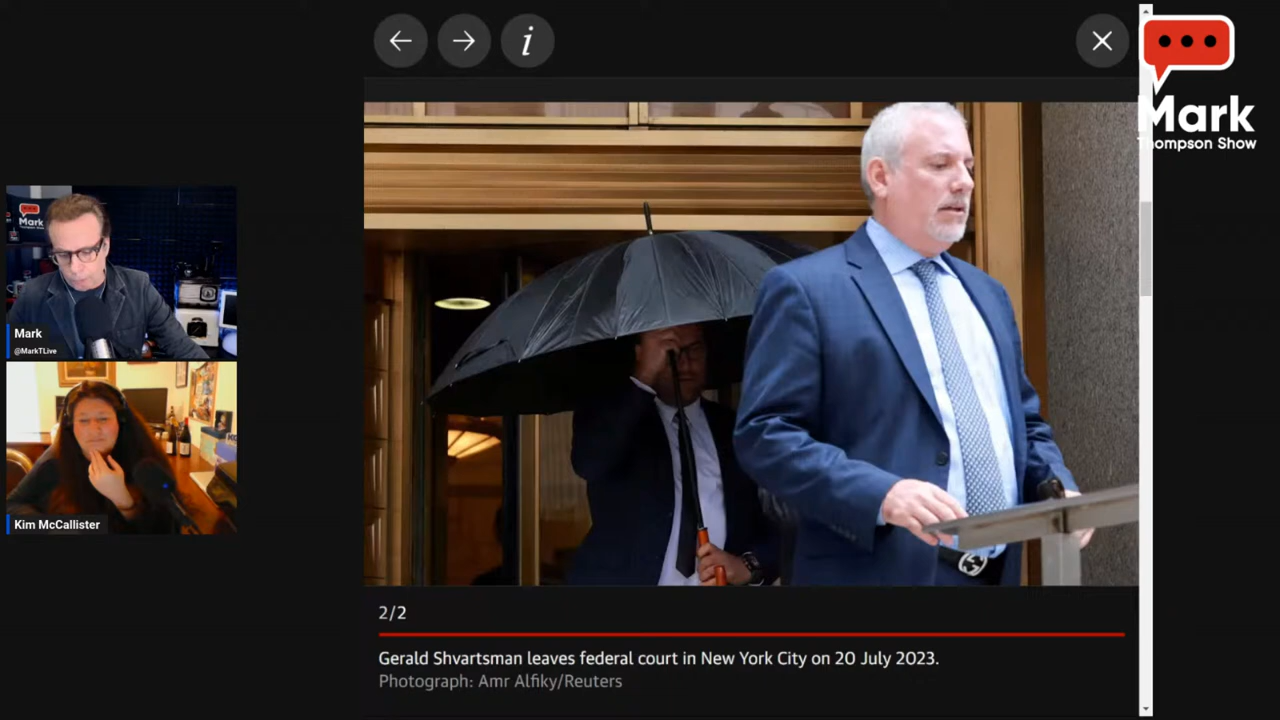 Mark
Thompson Show
Mark
Mark
@MarkTLive
Kim McCallister
2/2
Gerald Shvartsman leaves federal court in New York City on 20 July 2023.
Photograph: Amr Alfiky/Reuters